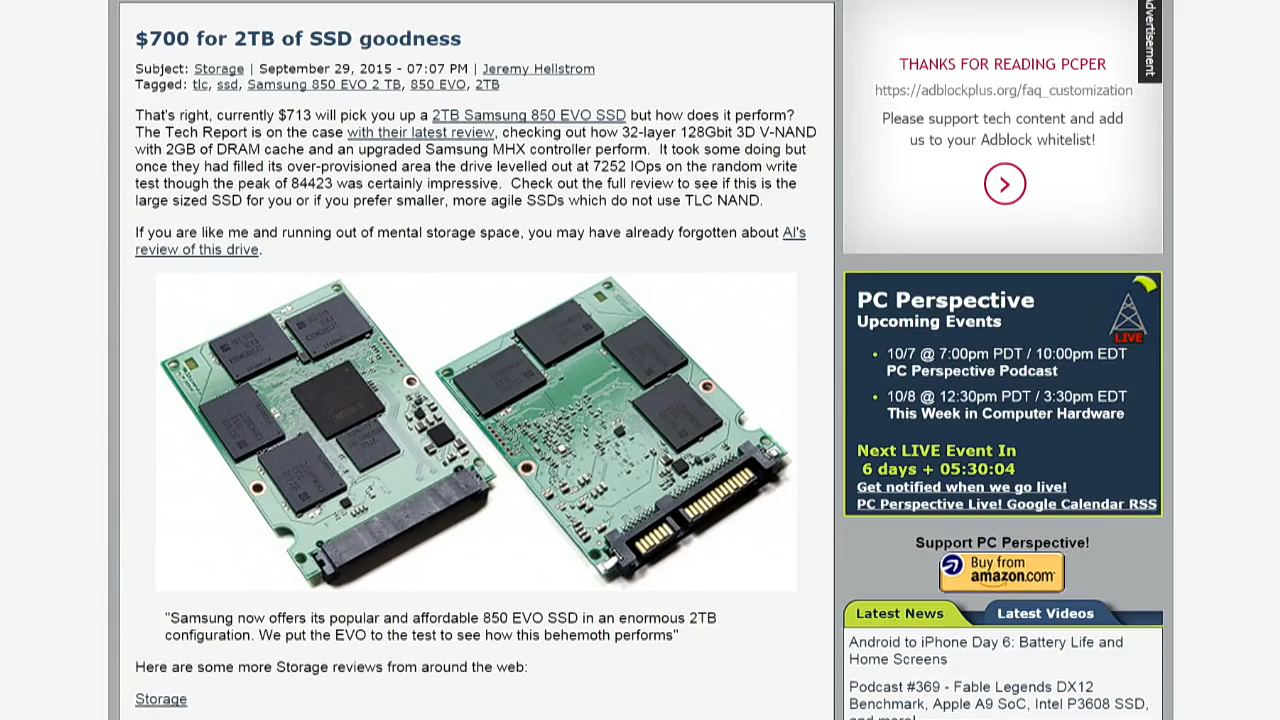 $700 for 2TB of SSD goodness
Subject: Storage | September 29, 2015 - 07:07 PM | Jeremy Hellstrom
Tagged: tlc, ssd, Samsung 850 EVO 2 TB, 850 EVO, 2TB
That's right, currently $713 will pick you up a 2TB Samsung 850 EVO SSD but how does it perform?
The Tech Report is on the case with their latest review, checking out how 32-layer 128Gbit 3D V-NAND
with 2GB of DRAM cache and an upgraded Samsung MHX controller perform.  It took some doing but
once they had filled its over-provisioned area the drive levelled out at 7252 IOps on the random write
test though the peak of 84423 was certainly impressive.  Check out the full review to see if this is the
large sized SSD for you or if you prefer smaller, more agile SSDs which do not use TLC NAND.
If you are like me and running out of mental storage space, you may have already forgotten about Al's
review of this drive.
"Samsung now offers its popular and affordable 850 EVO SSD in an enormous 2TB
configuration. We put the EVO to the test to see how this behemoth performs"
Here are some more Storage reviews from around the web:
Storage
Advertisement
THANKS FOR READING PCPER
https://adblockplus.org/faq_customization
Please support tech content and add
us to your Adblock whitelist!
PC Perspective
Upcoming Events
LIVE
• 10/7 @ 7:00pm PDT / 10:00pm EDT
PC Perspective Podcast
• 10/8 @ 12:30pm PDT / 3:30pm EDT
This Week in Computer Hardware
Next LIVE Event In
6 days + 05:30:04
Get notified when we go live!
PC Perspective Live! Google Calendar RSS
Support PC Perspective!
Buy from
amazon.com
Latest News
Latest Videos
Android to iPhone Day 6: Battery Life and
Home Screens
Podcast #369 - Fable Legends DX12
Benchmark, Apple A9 SoC, Intel P3608 SSD,
and more!